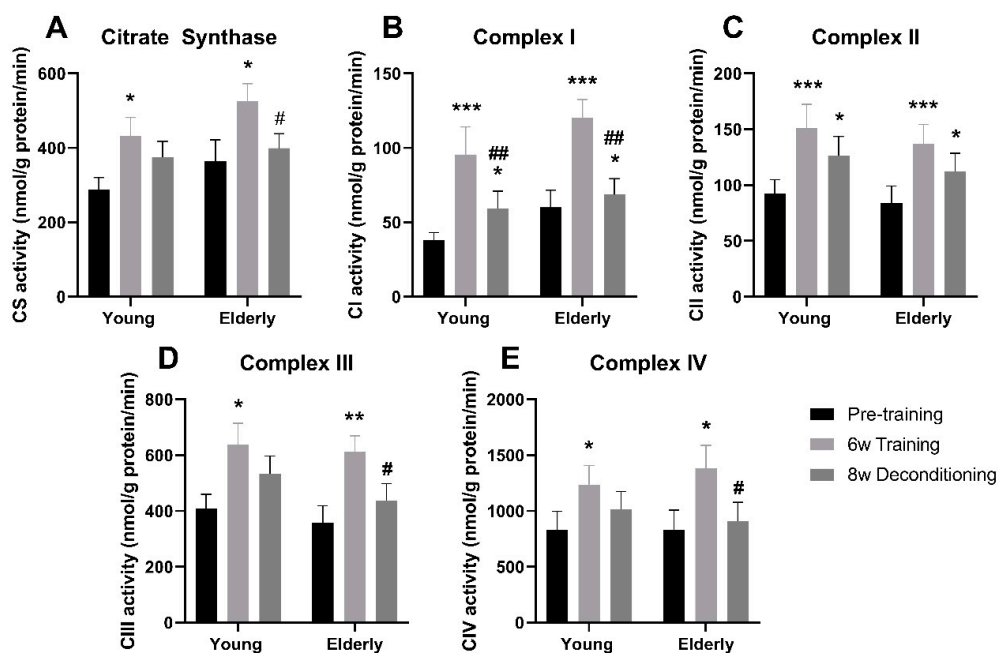 A
Citrate Synthase
CS activity (nmol/g protein/min)
600
400
200
0
*
*
#
Young
Elderly
B
Complex I
CI activity (nmol/g protein/min)
150
100
50
0
***
##
*
***
##
*
Young
Elderly
C
Complex II
CII activity (nmol/g protein/min)
200
150
100
50
0
***
*
***
*
Young
Elderly
D
Complex III
CIII activity (nmol/g protein/min)
800
600
400
200
0
*
**
#
Young
Elderly
E
Complex IV
CIV activity (nmol/g protein/min)
2000
1500
1000
500
0
*
*
#
Young
Elderly
Pre-training
6w Training
8w Deconditioning